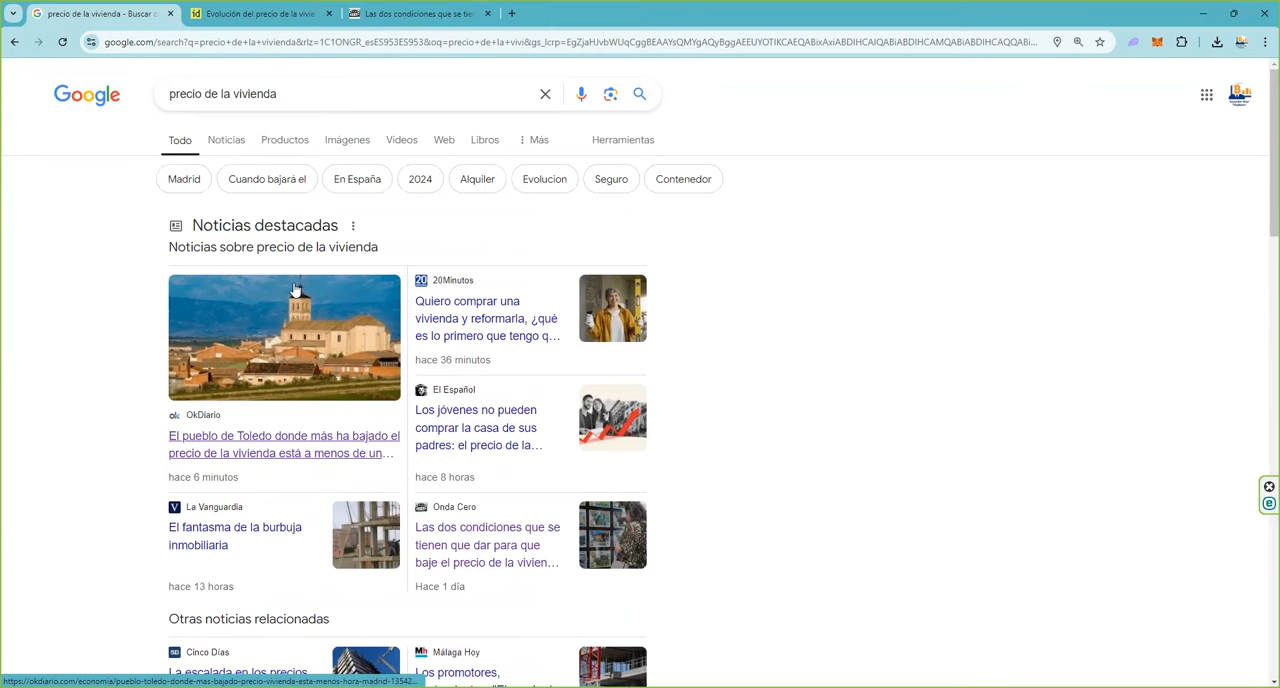 precio de la vivienda - Buscar c
Evolución del precio de la vivie
Las dos condiciones que se tie
google.com/search?q=precio+de+la+vivienda&rlz=1C1ONGR_esES953ES953&oq=precio+de+la+vivi&gs_lcrp=EgZjaHJvbWUqCggBEAAYsQMYgAQyBggAEEUYOTIKCAEQABixAxiABDIHCAIQABiABDIHCAMQABiABDIHCAQQABi...
Google
precio de la vivienda
Todo Noticias Productos Imágenes Videos Web Libros Más Herramientas
Madrid Cuando bajará el En España 2024 Alquiler Evolucion Seguro Contenedor
Noticias destacadas
Noticias sobre precio de la vivienda
OkDiario
El pueblo de Toledo donde más ha bajado el
precio de la vivienda está a menos de un...
hace 6 minutos
20 20Minutos
Quiero comprar una
vivienda y reformarla, ¿qué
es lo primero que tengo q...
hace 36 minutos
El Español
Los jóvenes no pueden
comprar la casa de sus
padres: el precio de la...
hace 8 horas
V La Vanguardia
El fantasma de la burbuja
inmobiliaria
hace 13 horas
Onda Cero
Las dos condiciones que se
tienen que dar para que
baje el precio de la vivien...
Hace 1 día
Otras noticias relacionadas
Cinco Días
La escalada en los precios
Málaga Hoy
Los promotores,
https://okdiario.com/economia/pueblo-toledo-donde-mas-bajado-precio-vivienda-esta-menos-hora-madrid-13542...